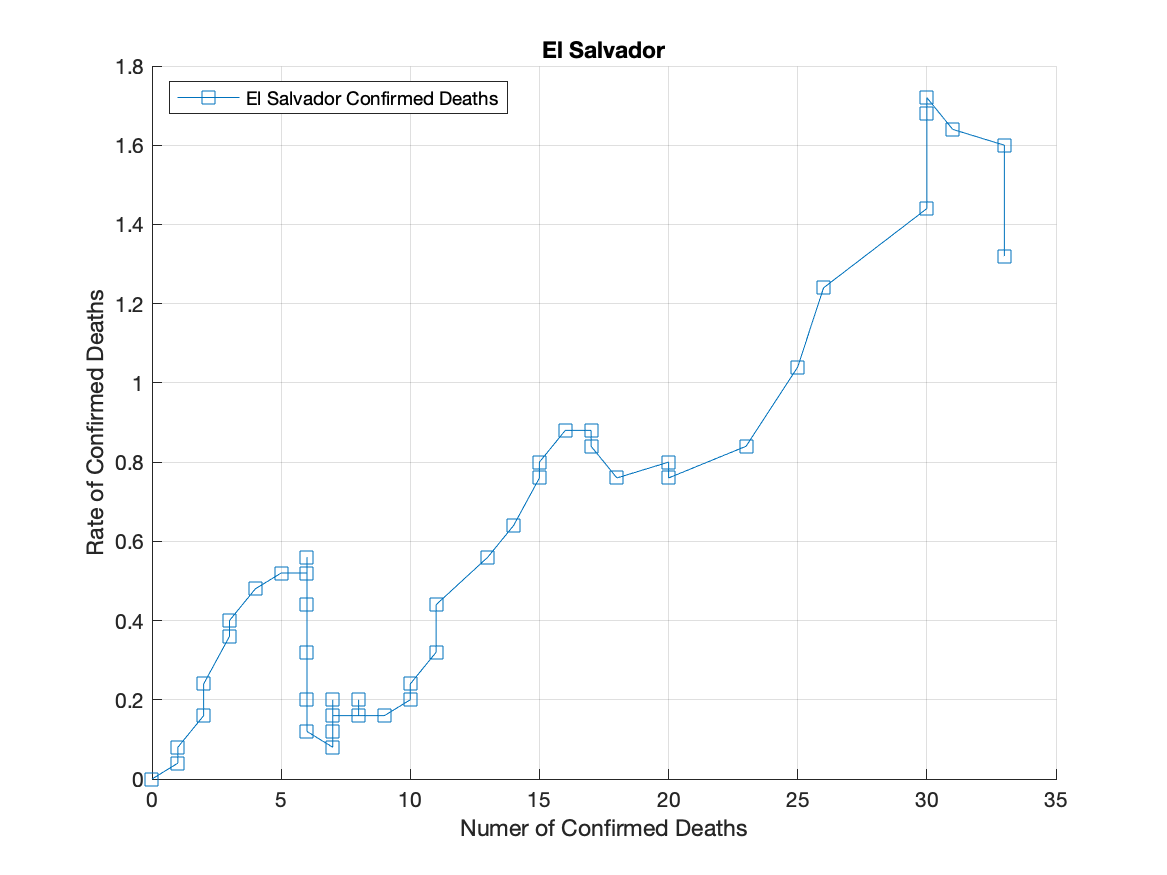 El Salvador
El Salvador Confirmed Deaths
1.8
1.6
1.4
1.2
1
0.8
0.6
0.4
0.2
0
Rate of Confirmed Deaths
0 5 10 15 20 25 30 35
Numer of Confirmed Deaths